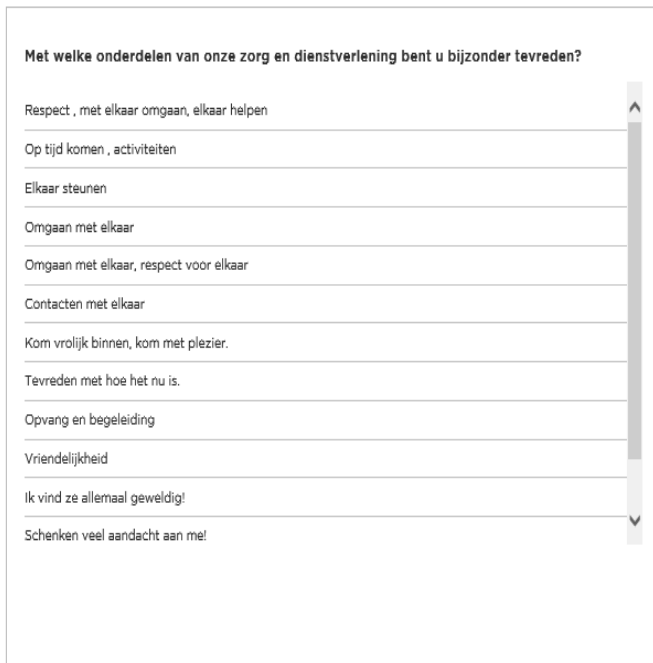 Met welke onderdelen van onze zorg en dienstverlening bent u bijzonder tevreden?
Respect , met elkaar omgaan, elkaar helpen
Op tijd komen , activiteiten
Elkaar steunen
Omgaan met elkaar
Omgaan met elkaar, respect voor elkaar
Contacten met elkaar
Kom vrolijk binnen, kom met plezier.
Tevreden met hoe het nu is.
Opvang en begeleiding
Vriendelijkheid
Ik vind ze allemaal geweldig!
Schenken veel aandacht aan me!